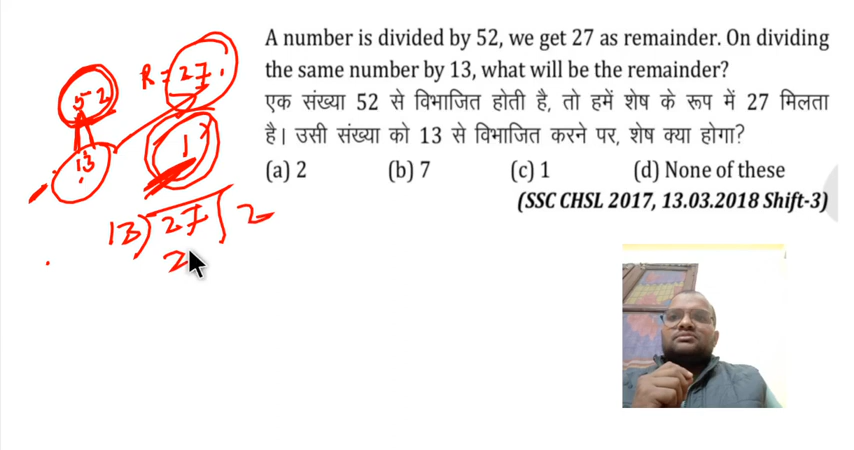 A number is divided by 52, we get 27 as remainder. On dividing
the same number by 13, what will be the remainder?
एक संख्या 52 से विभाजित होती है, तो हमें शेष के रूप में 27 मिलता
है। उसी संख्या को 13 से विभाजित करने पर, शेष क्या होगा?
(a) 2 (b) 7 (c) 1 (d) None of these
(SSC CHSL 2017, 13.03.2018 Shift-3)
R = 27
52
13
1
13) 27 ( 2
2